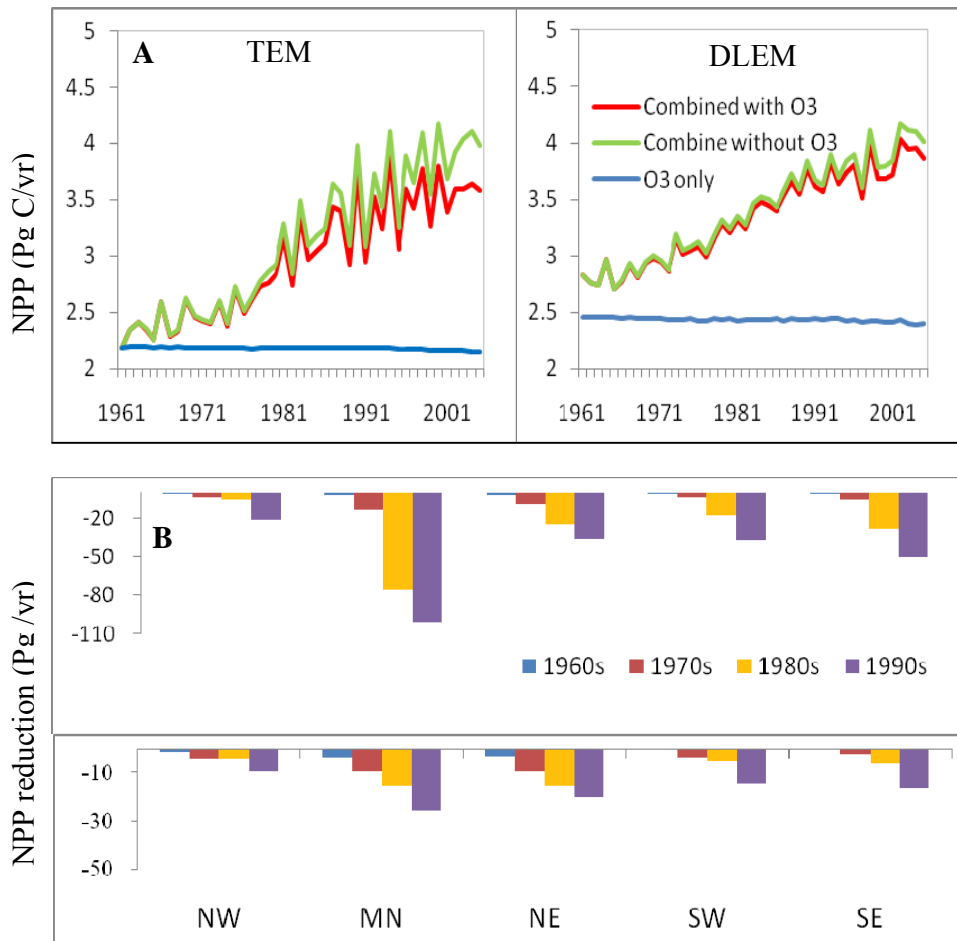 A TEM
5
4.5
4
3.5
3
2.5
2
NPP (Pg C/yr)
1961 1971 1981 1991 2001
DLEM
5
4.5
4
3.5
3
2.5
2
Combined with O3
Combine without O3
O3 only
1961 1971 1981 1991 2001
B
-20
-50
-80
-110
1960s 1970s 1980s 1990s
NPP reduction (Pg /yr)
-10
-30
-50
NW MN NE SW SE